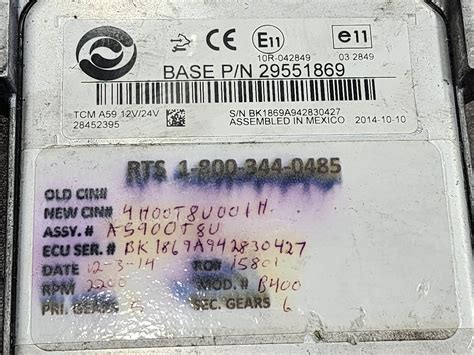 CE E11 e11
10R-042849 03 2849
BASE P/N 29551869
TCM A59 12V/24V S/N BK1869A942830427
28452395 ASSEMBLED IN MEXICO 2014-10-10
RTS 1-800-344-0485
OLD CIN#
NEW CIN# 4H00T8U001H
ASSY.# A5400T8U
ECU SER.# BK1869A942830427
DATE 12-3-14 RO# 15801
RPM 2200 MOD.# B400
PRI. GEARS SEC. GEARS 6